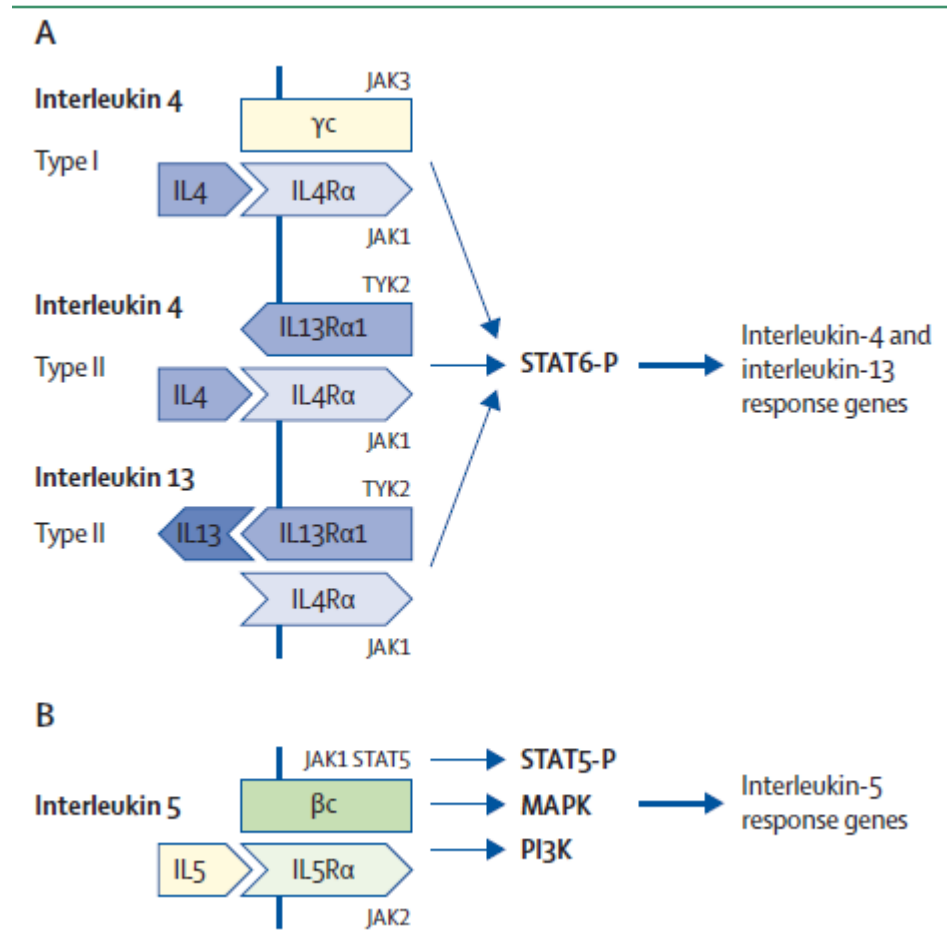 A
Interleukin 4
Type I
JAK3
γc
IL4
IL4Rα
JAK1
Interleukin 4
Type II
TYK2
IL13Rα1
IL4
IL4Rα
JAK1
Interleukin 13
Type II
TYK2
IL13
IL13Rα1
IL4Rα
JAK1
STAT6-P
Interleukin-4 and
interleukin-13
response genes
B
Interleukin 5
JAK1 STAT5
βc
IL5
IL5Rα
JAK2
STAT5-P
MAPK
PI3K
Interleukin-5
response genes